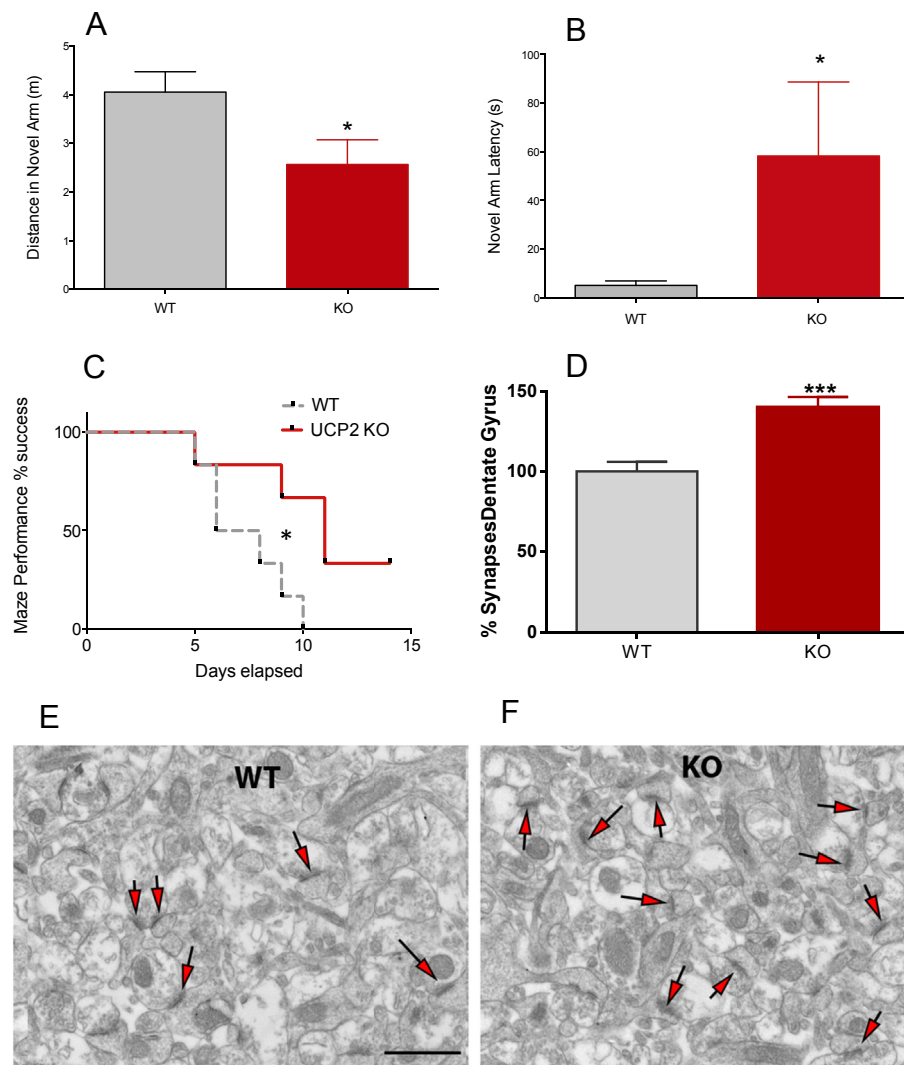 A
Distance in Novel Arm (m)
5
4
3
2
1
0
*
WT
KO
B
Novel Arm Latency (s)
100
80
60
40
20
0
*
WT
KO
C
Maze Performance % success
100
50
0
WT
UCP2 KO
*
0
5
10
15
Days elapsed
D
% SynapsesDentate Gyrus
150
100
50
0
***
WT
KO
E
WT
F
KO